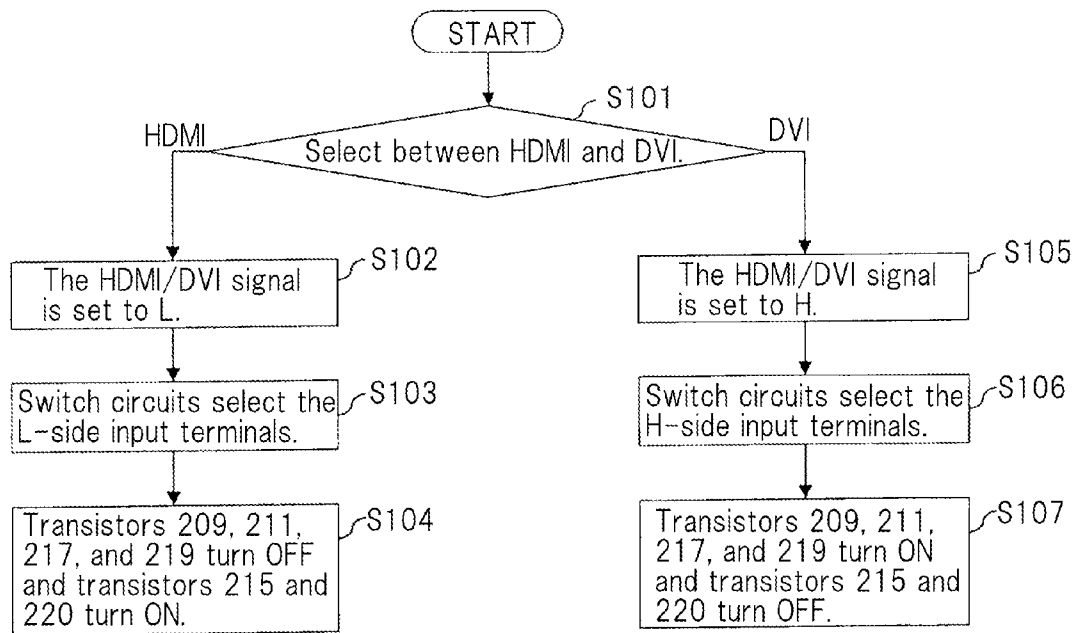 START
S101
HDMI
DVI
Select between HDMI and DVI.
S102
The HDMI/DVI signal
is set to L.
S103
Switch circuits select the
L-side input terminals.
S104
Transistors 209, 211,
217, and 219 turn OFF
and transistors 215 and
220 turn ON.
S105
The HDMI/DVI signal
is set to H.
S106
Switch circuits select the
H-side input terminals.
S107
Transistors 209, 211,
217, and 219 turn ON
and transistors 215 and
220 turn OFF.